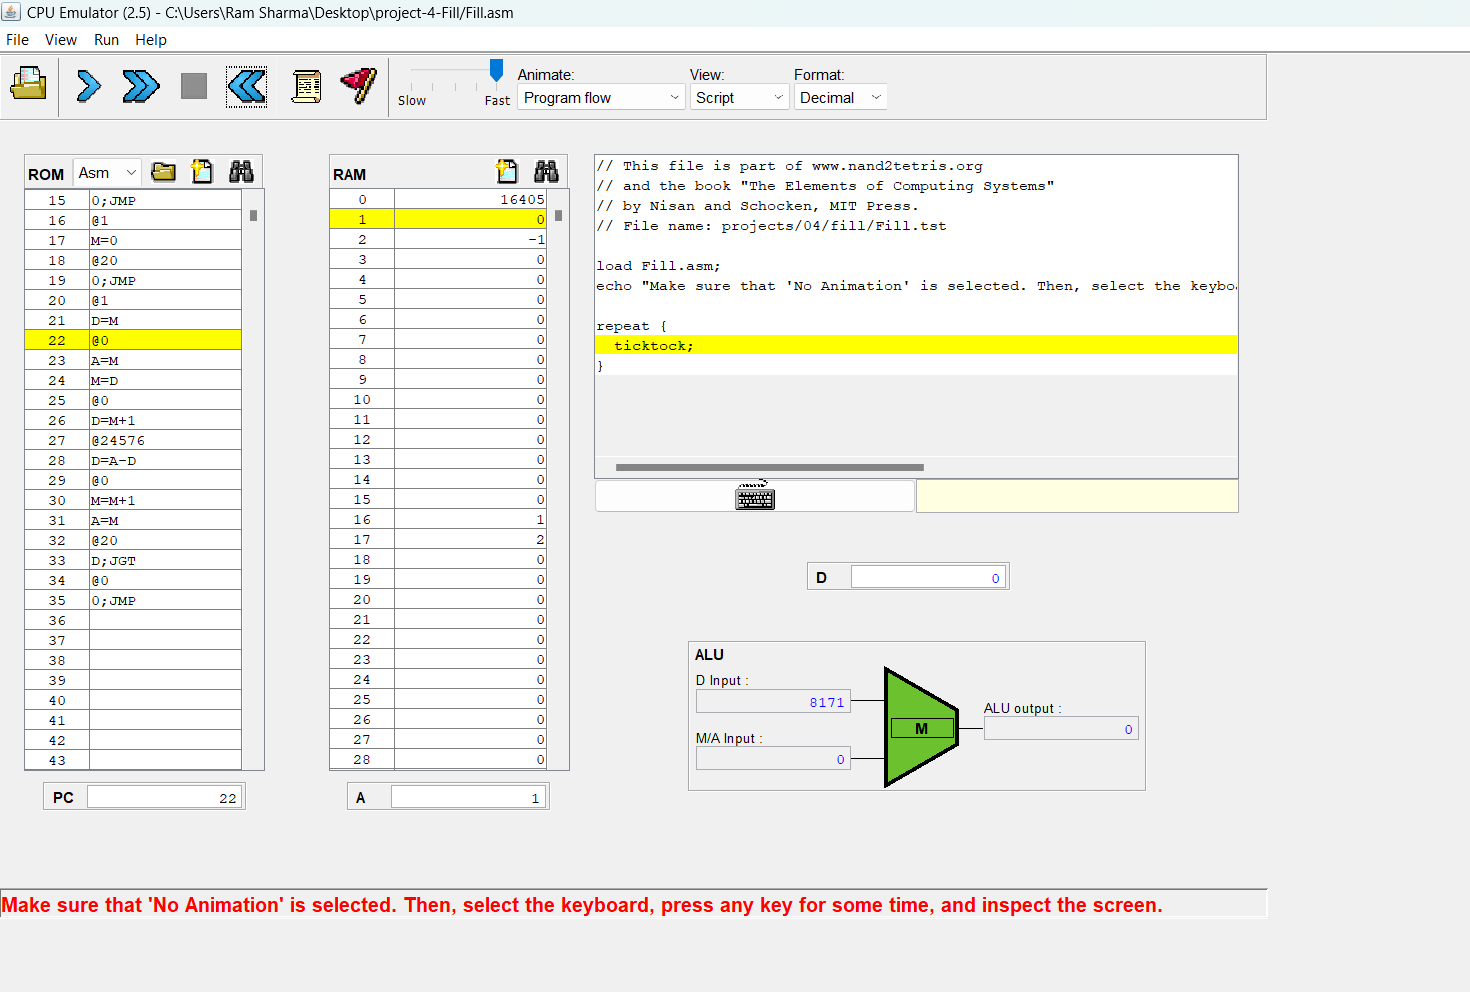 CPU Emulator (2.5) - C:\Users\Ram Sharma\Desktop\project-4-Fill/Fill.asm
File View Run Help
Slow Fast
Animate: View: Format:
Program flow Script Decimal
ROM Asm
15 0;JMP
16 @1
17 M=0
18 @20
19 0;JMP
20 @1
21 D=M
22 @0
23 A=M
24 M=D
25 @0
26 D=M+1
27 @24576
28 D=A-D
29 @0
30 M=M+1
31 A=M
32 @20
33 D;JGT
34 @0
35 0;JMP
36
37
38
39
40
41
42
43
PC 22
RAM
0 16405
1 0
2 -1
3 0
4 0
5 0
6 0
7 0
8 0
9 0
10 0
11 0
12 0
13 0
14 0
15 0
16 1
17 2
18 0
19 0
20 0
21 0
22 0
23 0
24 0
25 0
26 0
27 0
28 0
A 1
// This file is part of www.nand2tetris.org
// and the book "The Elements of Computing Systems"
// by Nisan and Schocken, MIT Press.
// File name: projects/04/fill/Fill.tst
load Fill.asm;
echo "Make sure that 'No Animation' is selected. Then, select the keybo
repeat {
ticktock;
}
D 0
ALU
D Input :
8171
M/A Input :
0
M
ALU output :
0
Make sure that 'No Animation' is selected. Then, select the keyboard, press any key for some time, and inspect the screen.